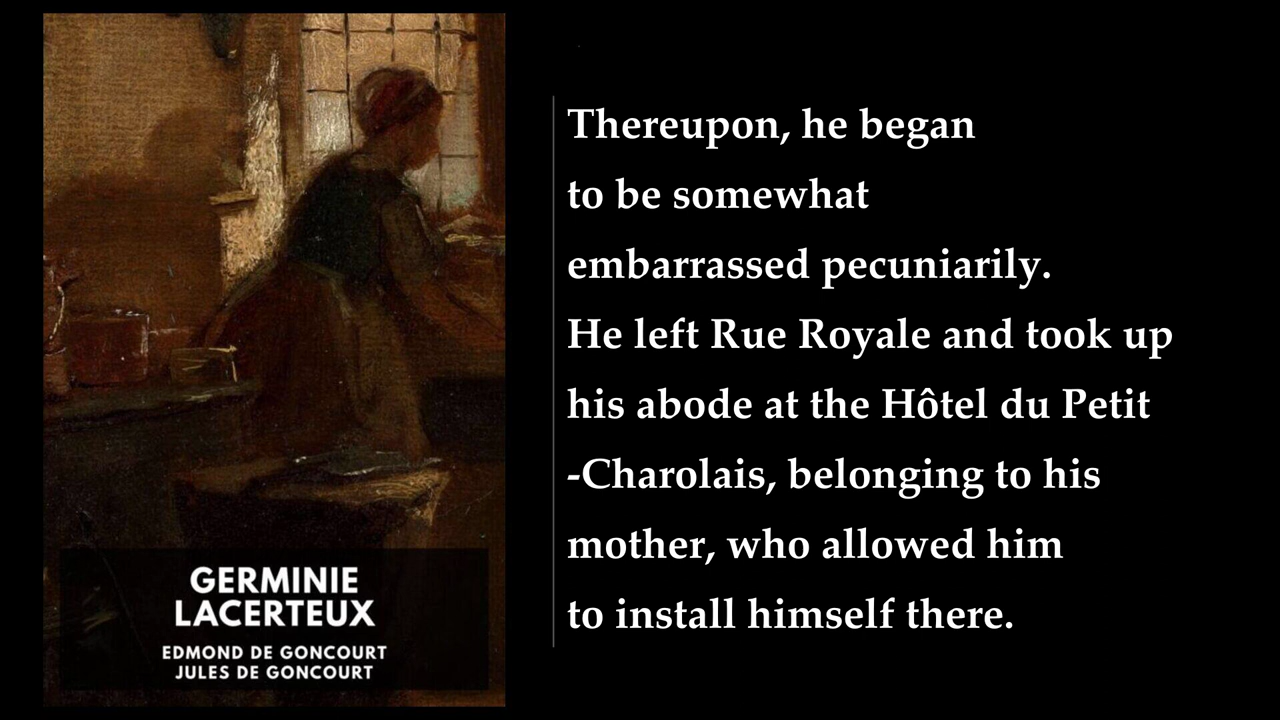 GERMINIE
LACERTEUX
EDMOND DE GONCOURT
JULES DE GONCOURT
Thereupon, he began
to be somewhat
embarrassed pecuniarily.
He left Rue Royale and took up
his abode at the Hôtel du Petit
-Charolais, belonging to his
mother, who allowed him
to install himself there.